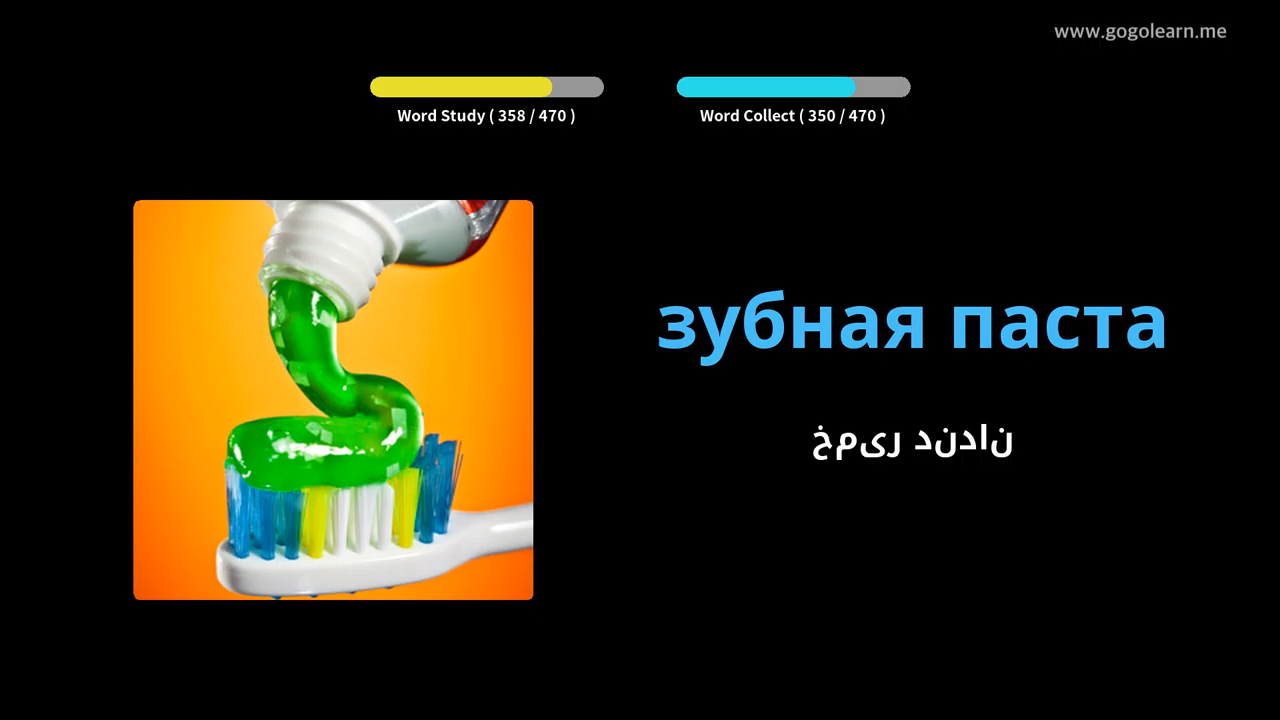 www.gogolearn.me
Word Study ( 358 / 470 )
Word Collect ( 350 / 470 )
зубная паста
خمیر دندان